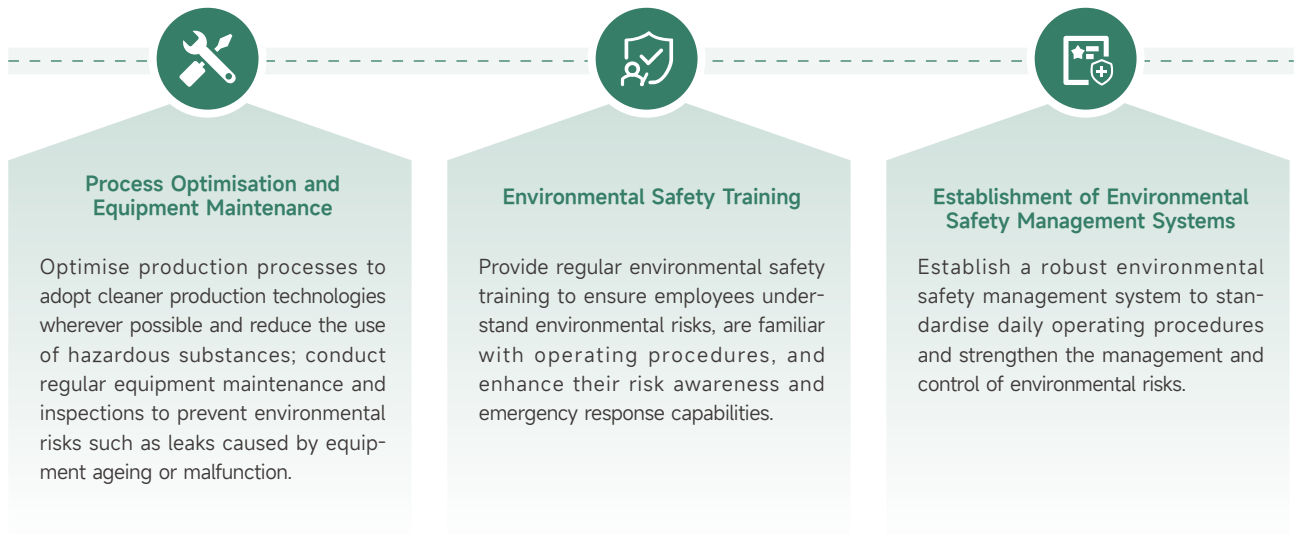 Process Optimisation and
Equipment Maintenance
Optimise production processes to
adopt cleaner production technologies
wherever possible and reduce the use
of hazardous substances; conduct
regular equipment maintenance and
inspections to prevent environmental
risks such as leaks caused by equip-
ment ageing or malfunction.
Environmental Safety Training
Provide regular environmental safety
training to ensure employees under-
stand environmental risks, are familiar
with operating procedures, and
enhance their risk awareness and
emergency response capabilities.
Establishment of Environmental
Safety Management Systems
Establish a robust environmental
safety management system to stan-
dardise daily operating procedures
and strengthen the management and
control of environmental risks.